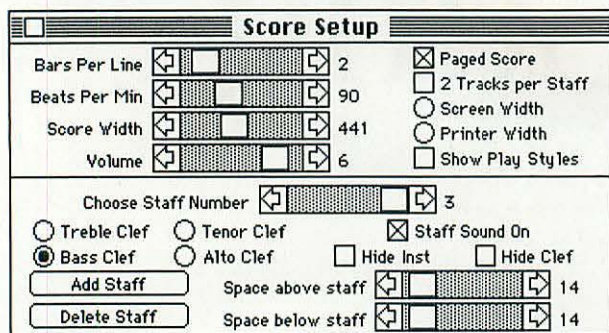 Score Setup
Bars Per Line 2
Paged Score
2 Tracks per Staff
Beats Per Min 90
Screen Width
Score Width 441
Printer Width
Volume 6
Show Play Styles
Choose Staff Number 3
Treble Clef Tenor Clef Staff Sound On
Bass Clef Alto Clef Hide Inst Hide Clef
Add Staff Space above staff 14
Delete Staff Space below staff 14